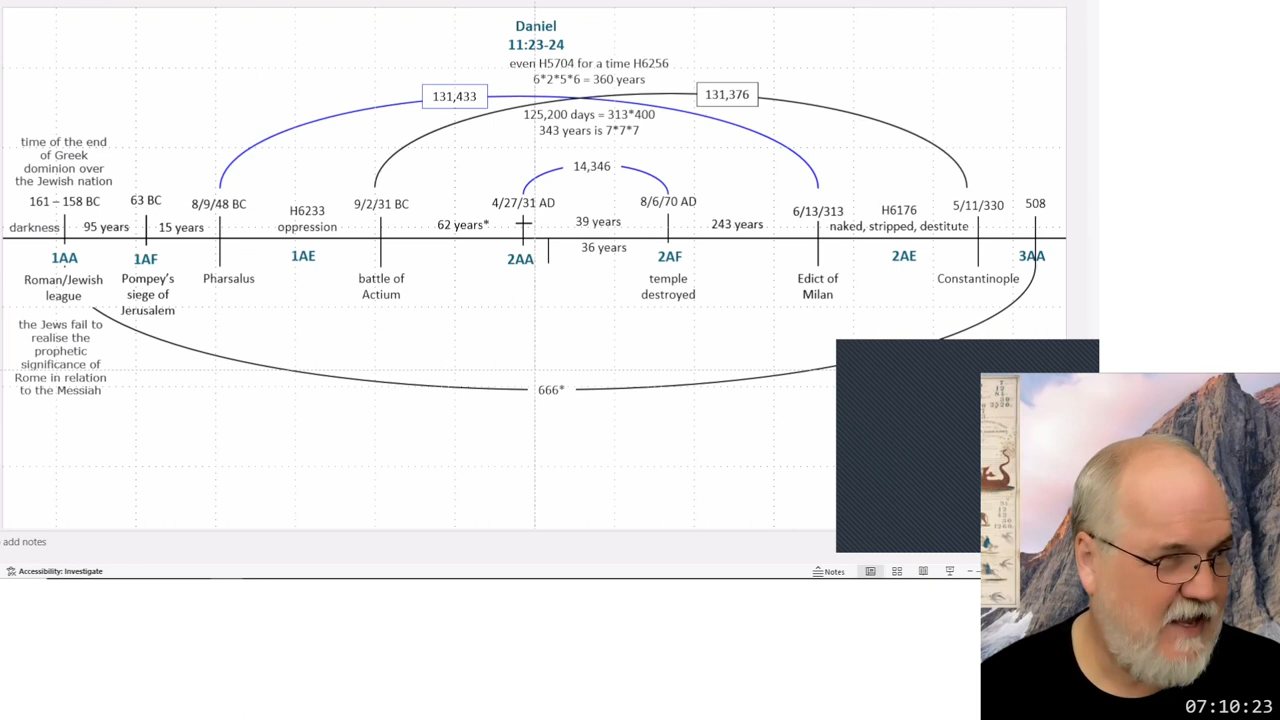 Daniel
11:23-24
even H5704 for a time H6256
6*2*5*6 = 360 years
131,433
131,376
125,200 days = 313*400
343 years is 7*7*7
14,346
time of the end
of Greek
dominion over
the Jewish nation
161 – 158 BC
63 BC
8/9/48 BC
H6233
oppression
9/2/31 BC
4/27/31 AD
8/6/70 AD
6/13/313
H6176
naked, stripped, destitute
5/11/330
508
darkness
95 years
15 years
62 years*
39 years
243 years
36 years
1AA
1AF
1AE
2AA
2AF
2AE
3AA
Roman/Jewish
league
Pompey's
siege of
Jerusalem
Pharsalus
battle of
Actium
temple
destroyed
Edict of
Milan
Constantinople
the Jews fail to
realise the
prophetic
significance of
Rome in relation
to the Messiah
666*
add notes
Accessibility: Investigate
Notes
07:10:23